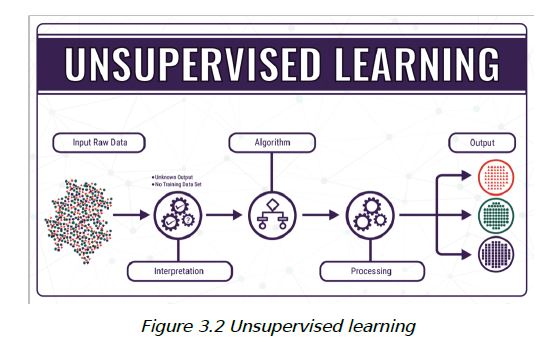 UNSUPERVISED LEARNING
Input Raw Data
Algorithm
Output
• Unknown Output
• No Training Data Set
Interpretation
Processing
Figure 3.2 Unsupervised learning